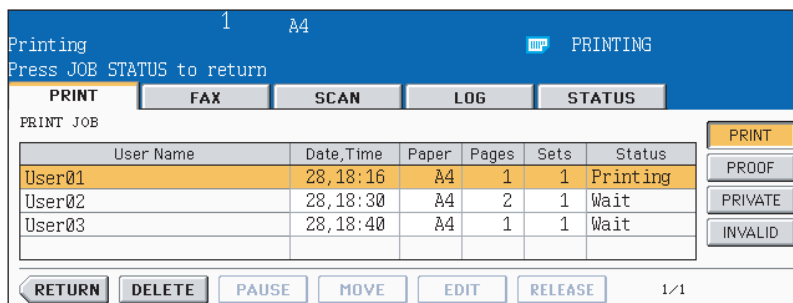 1 A4
Printing PRINTING
Press JOB STATUS to return
PRINT FAX SCAN LOG STATUS
PRINT JOB
User Name Date,Time Paper Pages Sets Status
User01 28,18:16 A4 1 1 Printing
User02 28,18:30 A4 2 1 Wait
User03 28,18:40 A4 1 1 Wait
PRINT
PROOF
PRIVATE
INVALID
RETURN DELETE PAUSE MOVE EDIT RELEASE 1/1